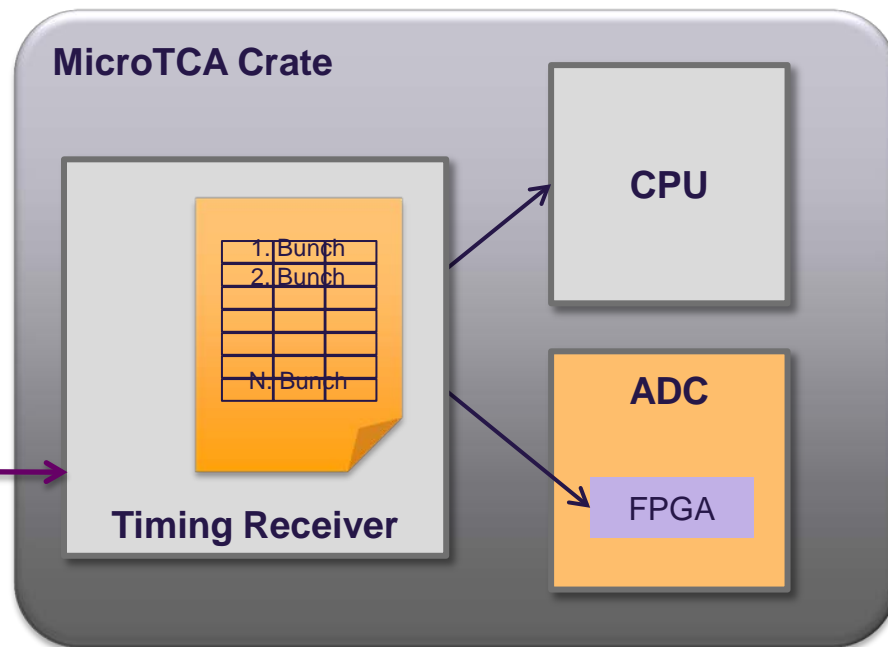 MicroTCA Crate
1. Bunch
2. Bunch
N. Bunch
Timing Receiver
CPU
ADC
FPGA